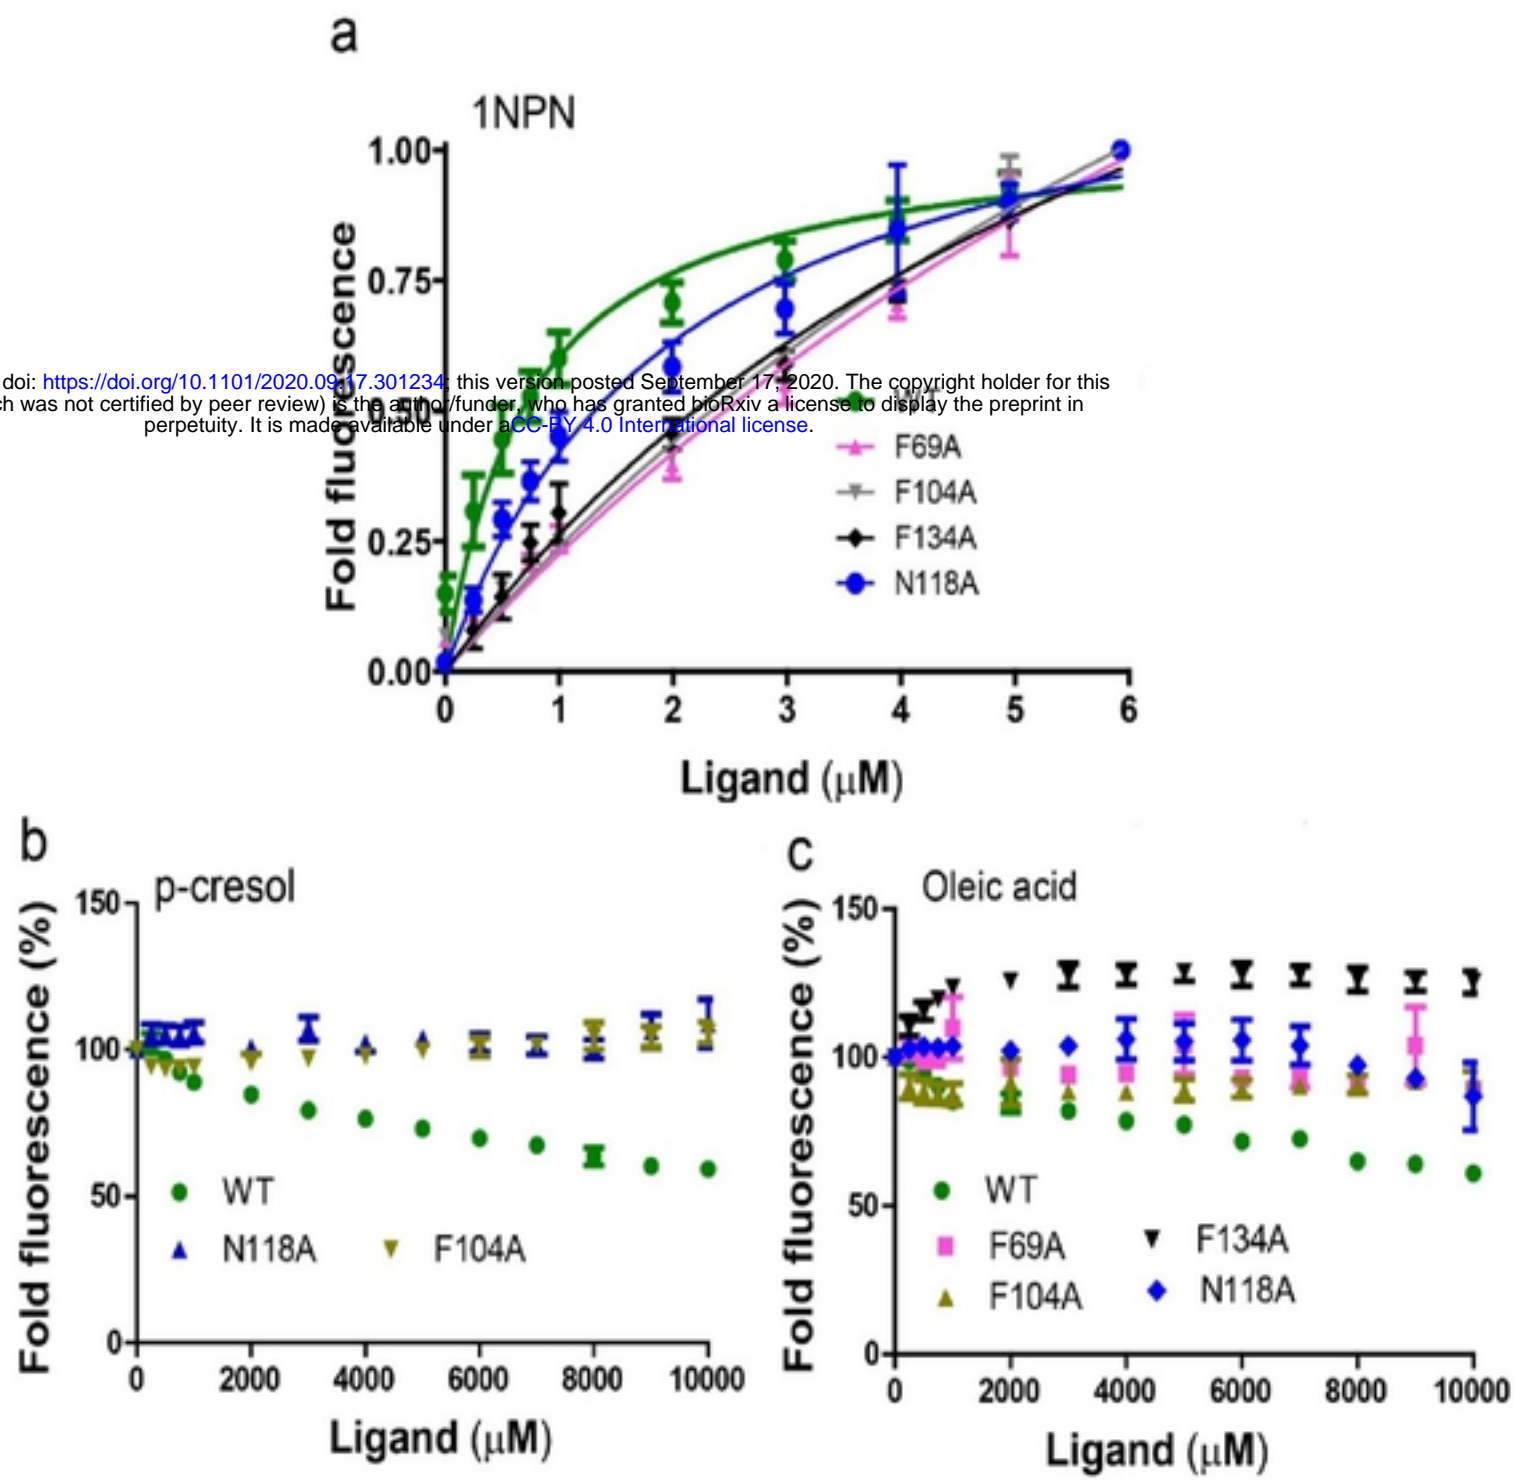 a
1NPN
1.00
0.75
0.50
0.25
0.00
Fold fluorescence
doi: https://doi.org/10.1101/2020.09.17.301234; this version posted September 17, 2020. The copyright holder for this
ch was not certified by peer review) is the author/funder, who has granted bioRxiv a license to display the preprint in
perpetuity. It is made available under aCC-BY 4.0 International license.
WT
F69A
F104A
F134A
N118A
0 1 2 3 4 5 6
Ligand (μM)
b
p-cresol
150
100
50
0
Fold fluorescence (%)
WT
N118A F104A
0 2000 4000 6000 8000 10000
Ligand (μM)
c
Oleic acid
150
100
50
0
Fold fluorescence (%)
WT
F69A F134A
F104A N118A
0 2000 4000 6000 8000 10000
Ligand (μM)